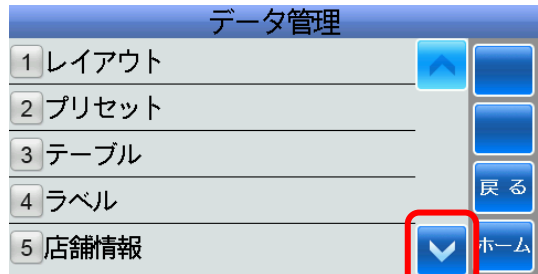 データ管理
1 レイアウト
2 プリセット
3 テーブル
4 ラベル
戻る
5 店舗情報
ホーム